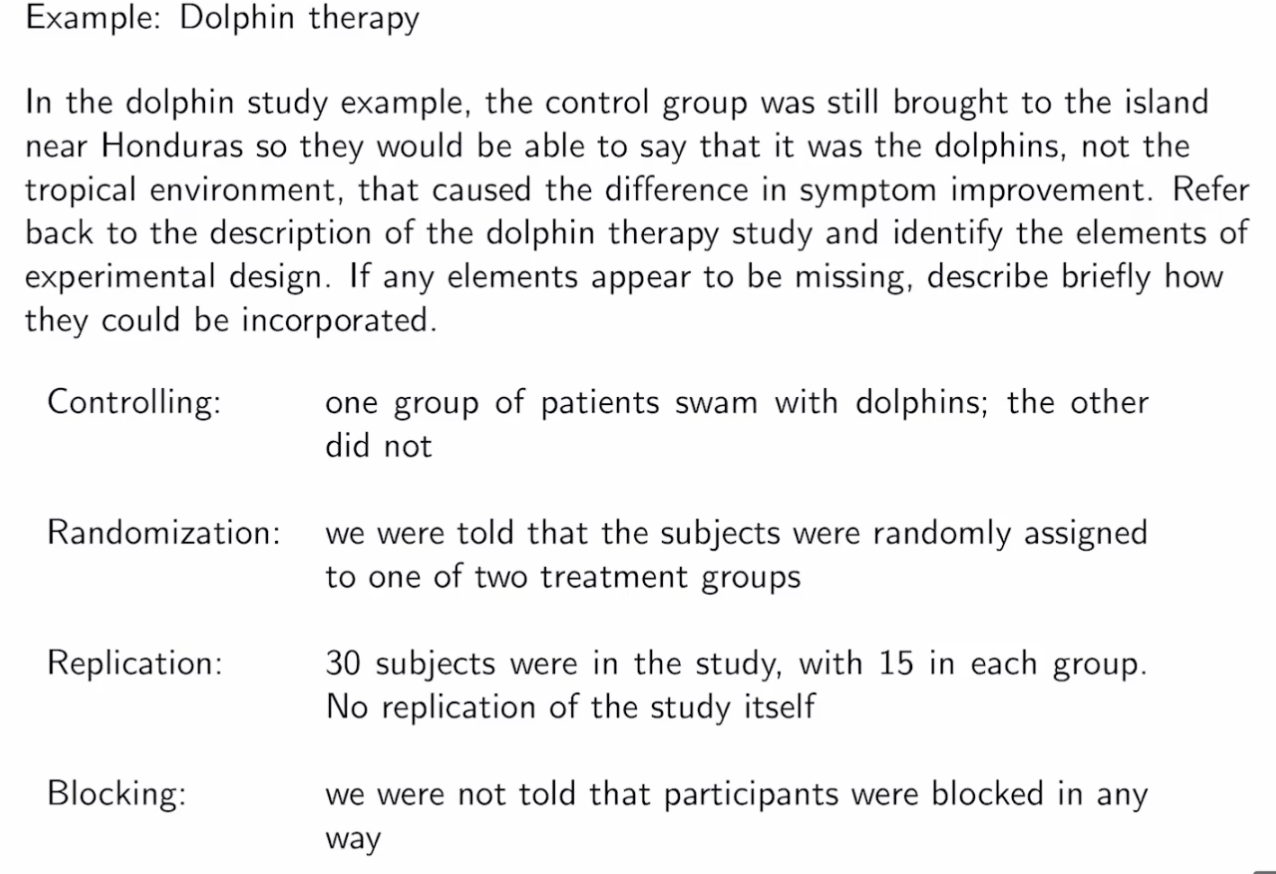 Example: Dolphin therapy
In the dolphin study example, the control group was still brought to the island
near Honduras so they would be able to say that it was the dolphins, not the
tropical environment, that caused the difference in symptom improvement. Refer
back to the description of the dolphin therapy study and identify the elements of
experimental design. If any elements appear to be missing, describe briefly how
they could be incorporated.
Controlling: one group of patients swam with dolphins; the other
did not
Randomization: we were told that the subjects were randomly assigned
to one of two treatment groups
Replication: 30 subjects were in the study, with 15 in each group.
No replication of the study itself
Blocking: we were not told that participants were blocked in any
way